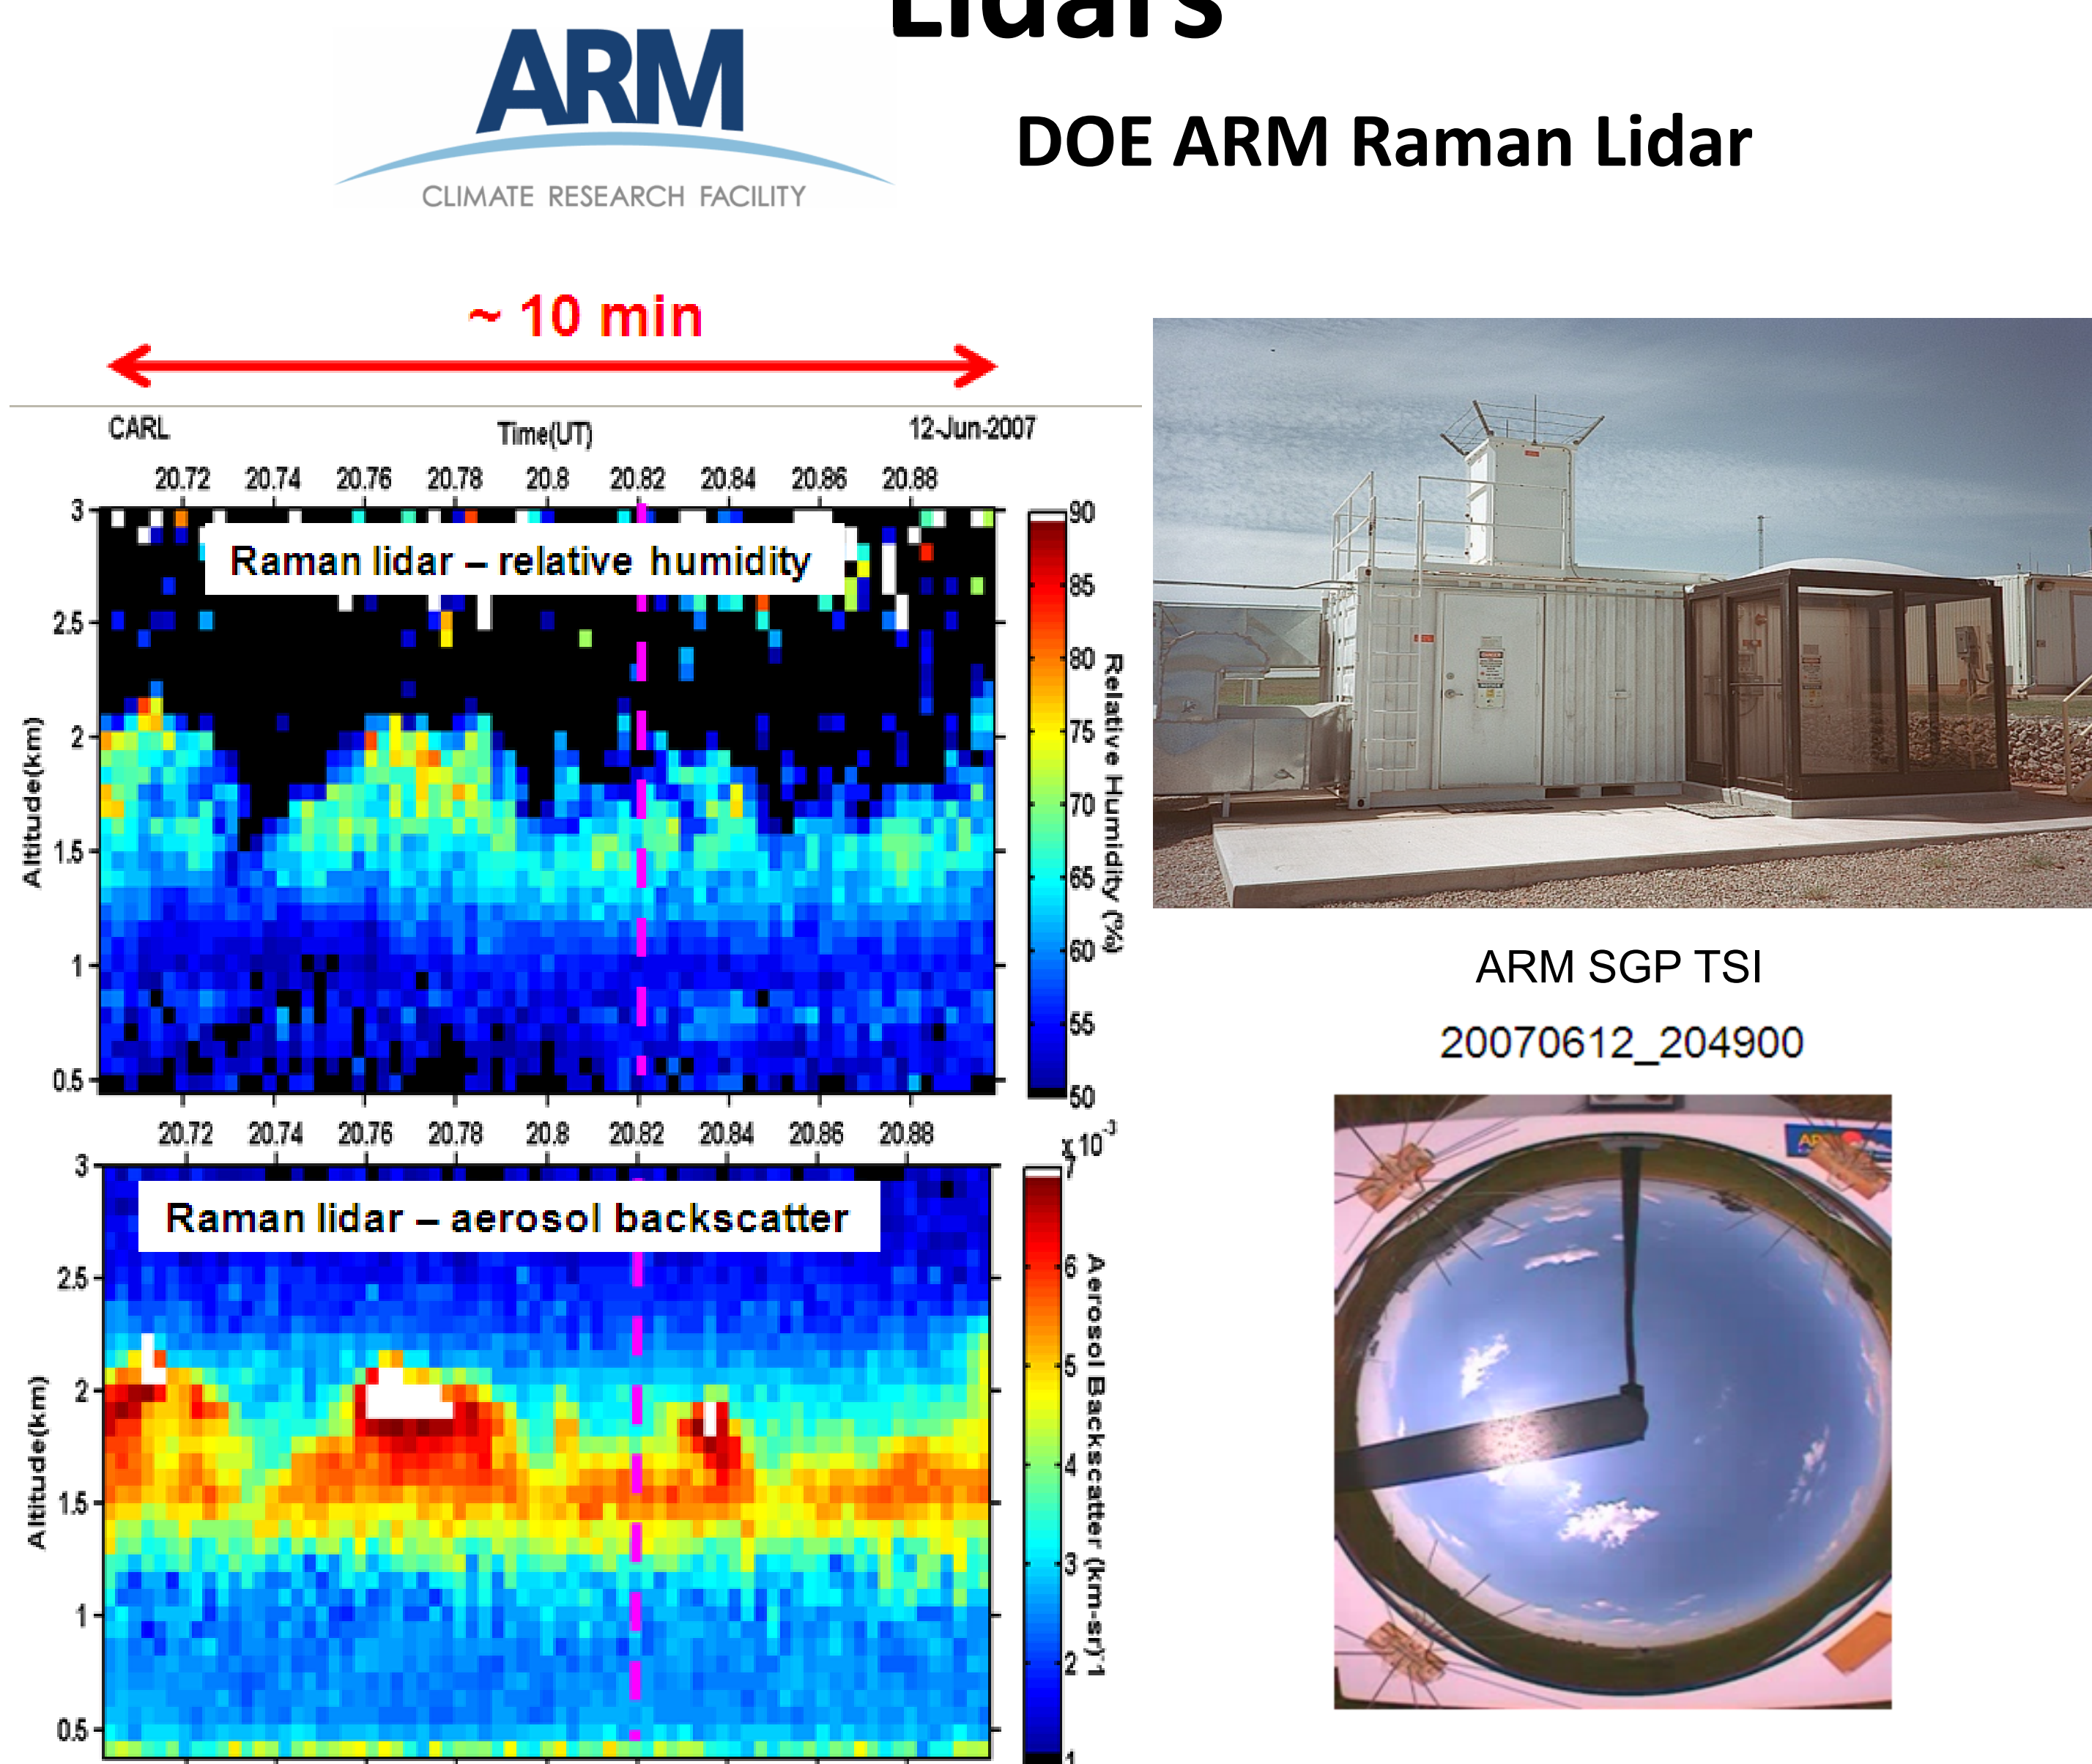 Lidars
ARM
CLIMATE RESEARCH FACILITY
DOE ARM Raman Lidar
~ 10 min
CARL
Time(UT)
12-Jun-2007
20.72 20.74 20.76 20.78 20.8 20.82 20.84 20.86 20.88
Raman lidar – relative humidity
3
2.5
2
1.5
1
0.5
Altitude(km)
90
85
80
75
70
65
60
55
50
Relative Humidity (%)
20.72 20.74 20.76 20.78 20.8 20.82 20.84 20.86 20.88
x10-3
Raman lidar – aerosol backscatter
3
2.5
2
1.5
1
0.5
Altitude(km)
7
6
5
4
3
2
1
Aerosol Backscatter (km-sr)-1
ARM SGP TSI
20070612_204900